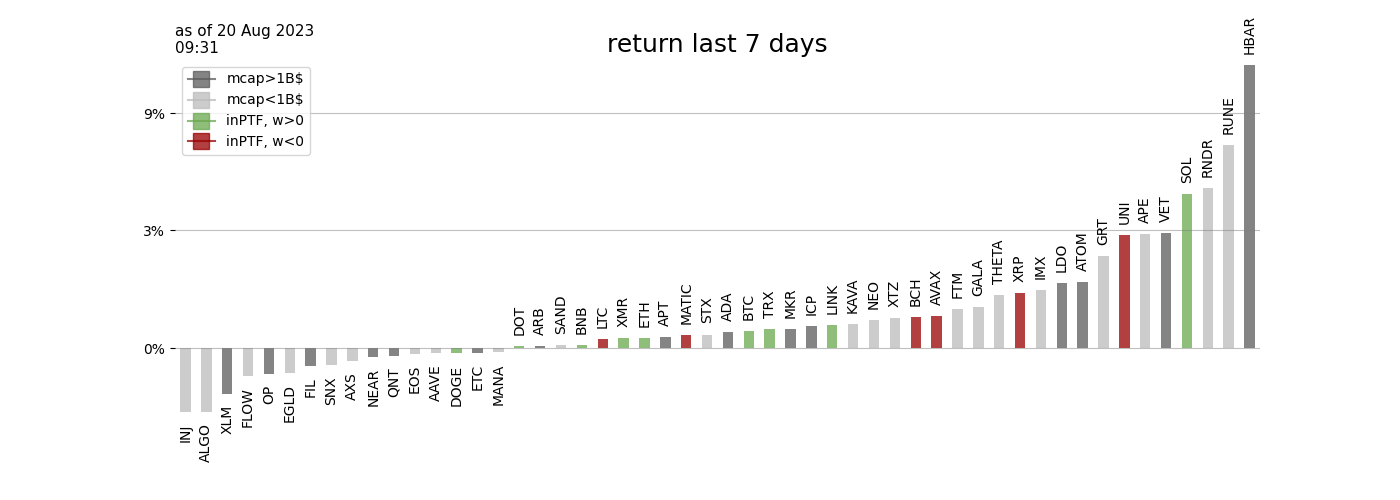 as of 20 Aug 2023
09:31
return last 7 days
mcap>1B$
mcap<1B$
inPTF, w>0
inPTF, w<0
9%
3%
0%
INJ
ALGO
XLM
FLOW
OP
EGLD
FIL
SNX
AXS
NEAR
QNT
EOS
AAVE
DOGE
ETC
MANA
DOT
ARB
SAND
BNB
LTC
XMR
ETH
APT
MATIC
STX
ADA
BTC
TRX
MKR
ICP
LINK
KAVA
NEO
XTZ
BCH
AVAX
FTM
GALA
THETA
XRP
IMX
LDO
ATOM
GRT
UNI
APE
VET
SOL
RNDR
RUNE
HBAR